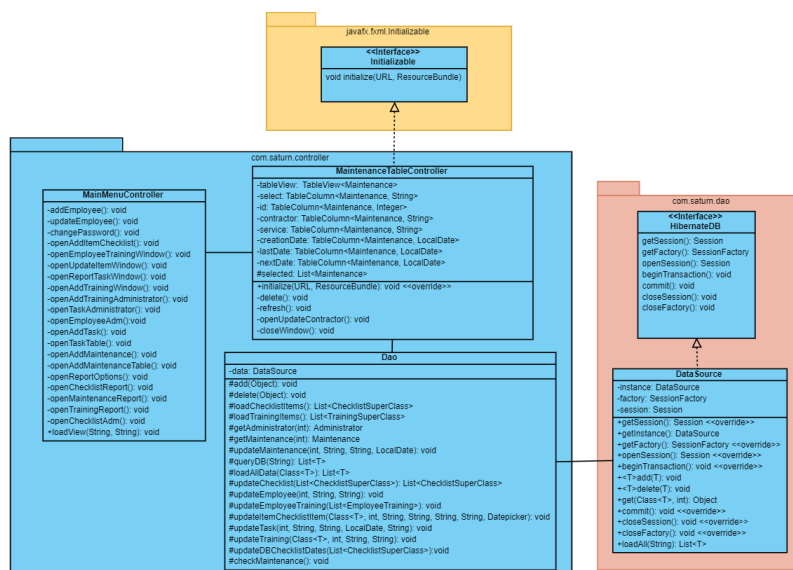 javafx.fxml.Initializable
<<Interface>>
Initializable
void initialize(URL, ResourceBundle)
com.saturn.controller
MaintenanceTableController
-tableView: TableView<Maintenance>
-select: TableColumn<Maintenance, String>
-id: TableColumn<Maintenance, Integer>
-contractor: TableColumn<Maintenance, String>
-service: TableColumn<Maintenance, String>
-creationDate: TableColumn<Maintenance, LocalDate>
-lastDate: TableColumn<Maintenance, LocalDate>
-nextDate: TableColumn<Maintenance, LocalDate>
#selected: List<Maintenance>
+initialize(URL, ResourceBundle): void <<override>>
-delete(): void
-refresh(): void
-openUpdateContractor(): void
-closeWindow(): void
MainMenuController
-addEmployee(): void
-updateEmployee(): void
-changePassword(): void
-openAddItemChecklist(): void
-openEmployeeTrainingWindow(): void
-openUpdateItemWindow(): void
-openReportTaskWindow(): void
-openAddTrainingWindow(): void
-openAddTrainingAdministrator(): void
-openTaskAdministrator(): void
-openEmployeeAdm(): void
-openAddTask(): void
-openTaskTable(): void
-openAddMaintenance(): void
-openAddMaintenanceTable(): void
-openReportOptions(): void
-openChecklistReport(): void
-openMaintenanceReport(): void
-openTrainingReport(): void
-openChecklistAdm(): void
+loadView(String, String): void
Dao
-data: DataSource
#add(Object): void
#delete(Object): void
#loadChecklistItems(): List<ChecklistSuperClass>
#loadTrainingItems(): List<TrainingSuperClass>
#getAdministrator(int): Administrator
#getMaintenance(int): Maintenance
#updateMaintenance(int, String, String, LocalDate): void
#queryDB(String): List<T>
#loadAllData(Class<T>): List<T>
#updateChecklist(List<ChecklistSuperClass>): List<ChecklistSuperClass>
#updateEmployee(int, String, String): void
#updateEmployeeTraining(List<EmployeeTraining>): void
#updateItemChecklistItem(Class<T>, int, String, String, String, String, Datepicker): void
#updateTask(int, String, String, LocalDate, String): void
#updateTraining(Class<T>, int, String, String): void
#updateDBChecklistDates(List<ChecklistSuperClass>):void
#checkMaintenance(): void
com.saturn.dao
<<Interface>>
HibernateDB
getSession(): Session
getFactory(): SessionFactory
openSession(): Session
beginTransaction(): void
commit(): void
closeSession(): void
closeFactory(): void
DataSource
-instance: DataSource
-factory: SessionFactory
-session: Session
+getSession(): Session <<override>>
+getInstance(): DataSource
+getFactory(): SessionFactory <<override>>
+openSession(): Session <<override>>
+beginTransaction(): void <<override>>
+<T>add(T): void
+<T>delete(T): void
+get(Class<T>, int): Object
+commit(): void <<override>>
+closeSession(): void <<override>>
+closeFactory(): void <<override>>
+loadAll(String): List<T>